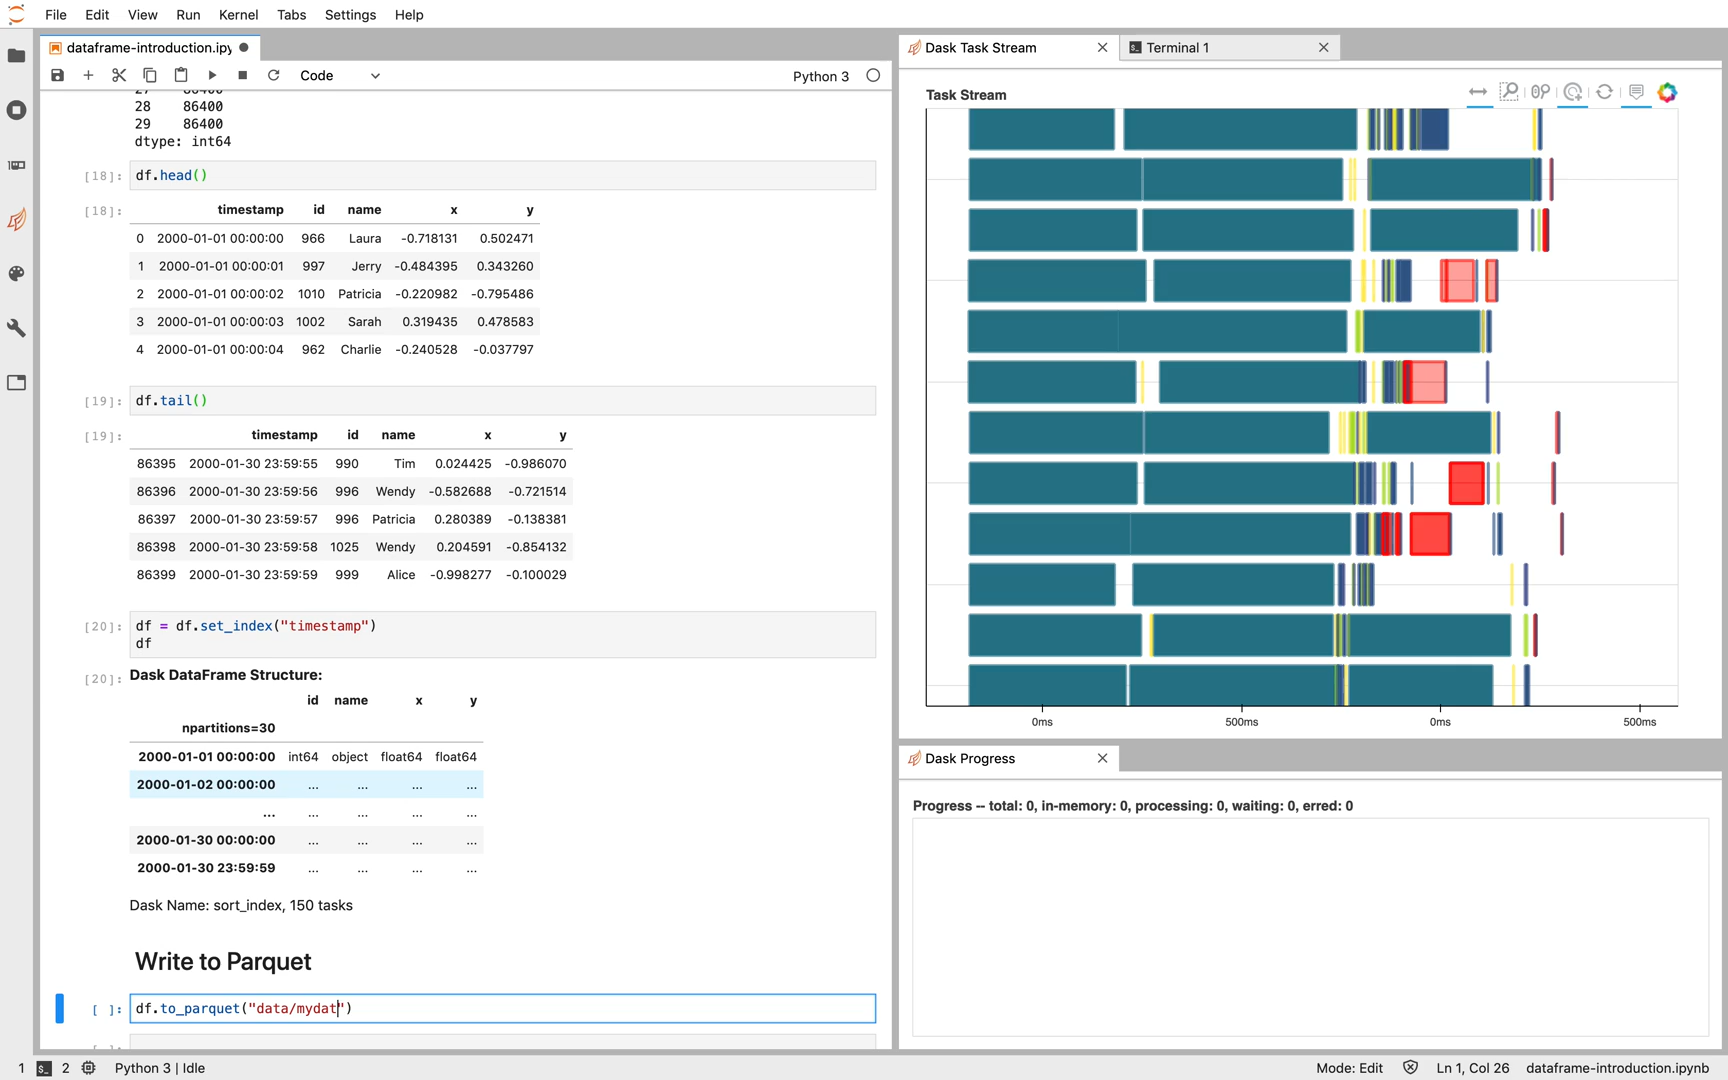 File Edit View Run Kernel Tabs Settings Help
dataframe-introduction.ipy
Code
Python 3
27 86400
28 86400
29 86400
dtype: int64
[18]: df.head()
[18]: timestamp id name x y
0 2000-01-01 00:00:00 966 Laura -0.718131 0.502471
1 2000-01-01 00:00:01 997 Jerry -0.484395 0.343260
2 2000-01-01 00:00:02 1010 Patricia -0.220982 -0.795486
3 2000-01-01 00:00:03 1002 Sarah 0.319435 0.478583
4 2000-01-01 00:00:04 962 Charlie -0.240528 -0.037797
[19]: df.tail()
[19]: timestamp id name x y
86395 2000-01-30 23:59:55 990 Tim 0.024425 -0.986070
86396 2000-01-30 23:59:56 996 Wendy -0.582688 -0.721514
86397 2000-01-30 23:59:57 996 Patricia 0.280389 -0.138381
86398 2000-01-30 23:59:58 1025 Wendy 0.204591 -0.854132
86399 2000-01-30 23:59:59 999 Alice -0.998277 -0.100029
[20]: df = df.set_index("timestamp")
df
[20]: Dask DataFrame Structure:
id name x y
npartitions=30
2000-01-01 00:00:00 int64 object float64 float64
2000-01-02 00:00:00 ... ... ... ...
... ... ... ... ...
2000-01-30 00:00:00 ... ... ... ...
2000-01-30 23:59:59 ... ... ... ...
Dask Name: sort_index, 150 tasks
Write to Parquet
[ ]: df.to_parquet("data/mydat")
[ ]:
Dask Task Stream
Terminal 1
Task Stream
0ms 500ms 0ms 500ms
Dask Progress
Progress -- total: 0, in-memory: 0, processing: 0, waiting: 0, erred: 0
1 $_ 2 Python 3 | Idle
Mode: Edit Ln 1, Col 26 dataframe-introduction.ipynb